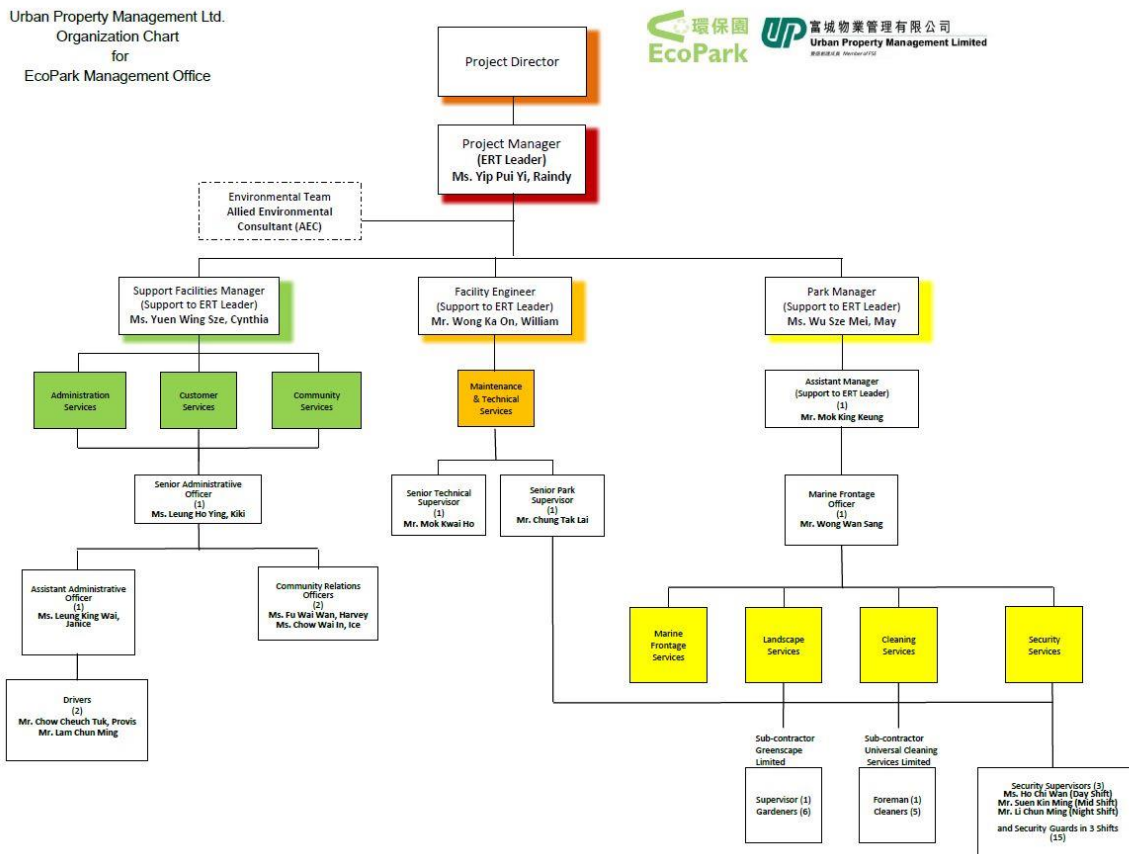 Urban Property Management Ltd.
Organization Chart
for
EcoPark Management Office
環保園
EcoPark
UP
富城物業管理有限公司
Urban Property Management Limited
Member of FSE
Project Director
Project Manager
(ERT Leader)
Ms. Yip Pui Yi, Raindy
Environmental Team
Allied Environmental
Consultant (AEC)
Support Facilities Manager
(Support to ERT Leader)
Ms. Yuen Wing Sze, Cynthia
Facility Engineer
(Support to ERT Leader)
Mr. Wong Ka On, William
Park Manager
(Support to ERT Leader)
Ms. Wu Sze Mei, May
Administration
Services
Customer
Services
Community
Services
Maintenance
& Technical
Services
Assistant Manager
(Support to ERT Leader)
(1)
Mr. Mok King Keung
Senior Administratiive
Officer
(1)
Ms. Leung Ho Ying, Kiki
Senior Technical
Supervisor
(1)
Mr. Mok Kwai Ho
Senior Park
Supervisor
(1)
Mr. Chung Tak Lai
Marine Frontage
Officer
(1)
Mr. Wong Wan Sang
Assistant Administrative
Officer
(1)
Ms. Leung King Wai,
Janice
Community Relations
Officers
(2)
Ms. Fu Wai Wan, Harvey
Ms. Chow Wai In, Ice
Marine
Frontage
Services
Landscape
Services
Cleaning
Services
Security
Services
Drivers
(2)
Mr. Chow Cheuch Tuk, Provis
Mr. Lam Chun Ming
Sub-contractor
Greenscape
Limited
Sub-contractor
Universal Cleaning
Services Limited
Supervisor (1)
Gardeners (6)
Foreman (1)
Cleaners (5)
Security Supervisors (3)
Ms. Ho Chi Wan (Day Shift)
Mr. Suen Kin Ming (Mid Shift)
Mr. Li Chun Ming (Night Shift)
and Security Guards in 3 Shifts
(15)